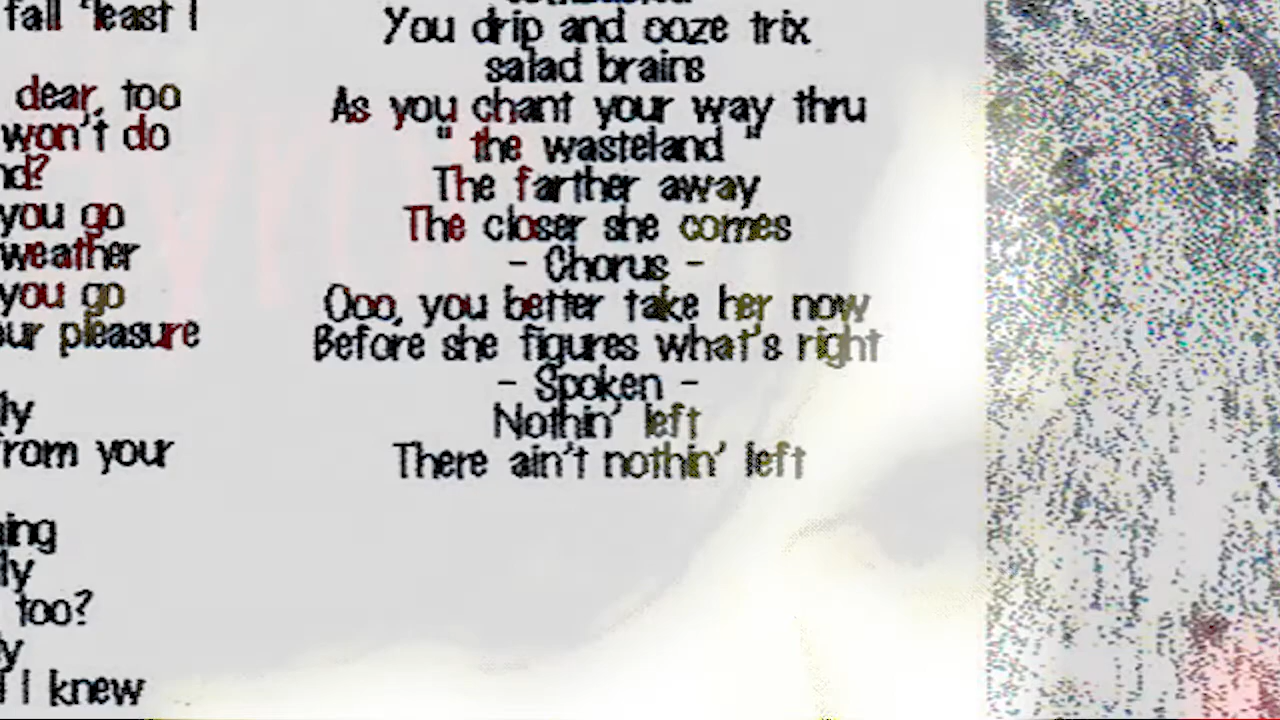 fall 'least I
dear, too
won't do
you go
weather
you go
pleasure
from your
too?
I knew
You drip and ooze trix
salad brains
As you chant your way thru
" the wasteland "
The farther away
The closer she comes
- Chorus -
Ooo, you better take her now
Before she figures what's right
- Spoken -
Nothin' left
There ain't nothin' left